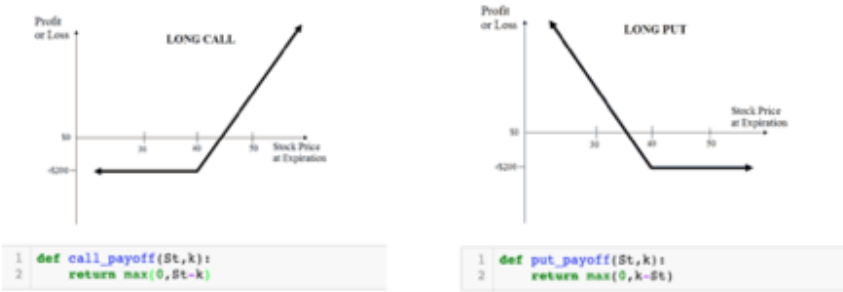 Profit
or Loss
LONG CALL
$0
30
40
50
Stock Price
at Expiration
-$200
1 def call_payoff(St,k):
2     return max(0,St-k)
Profit
or Loss
LONG PUT
Stock Price
at Expiration
$0
30
40
50
-$200
1 def put_payoff(St,k):
2     return max(0,k-St)